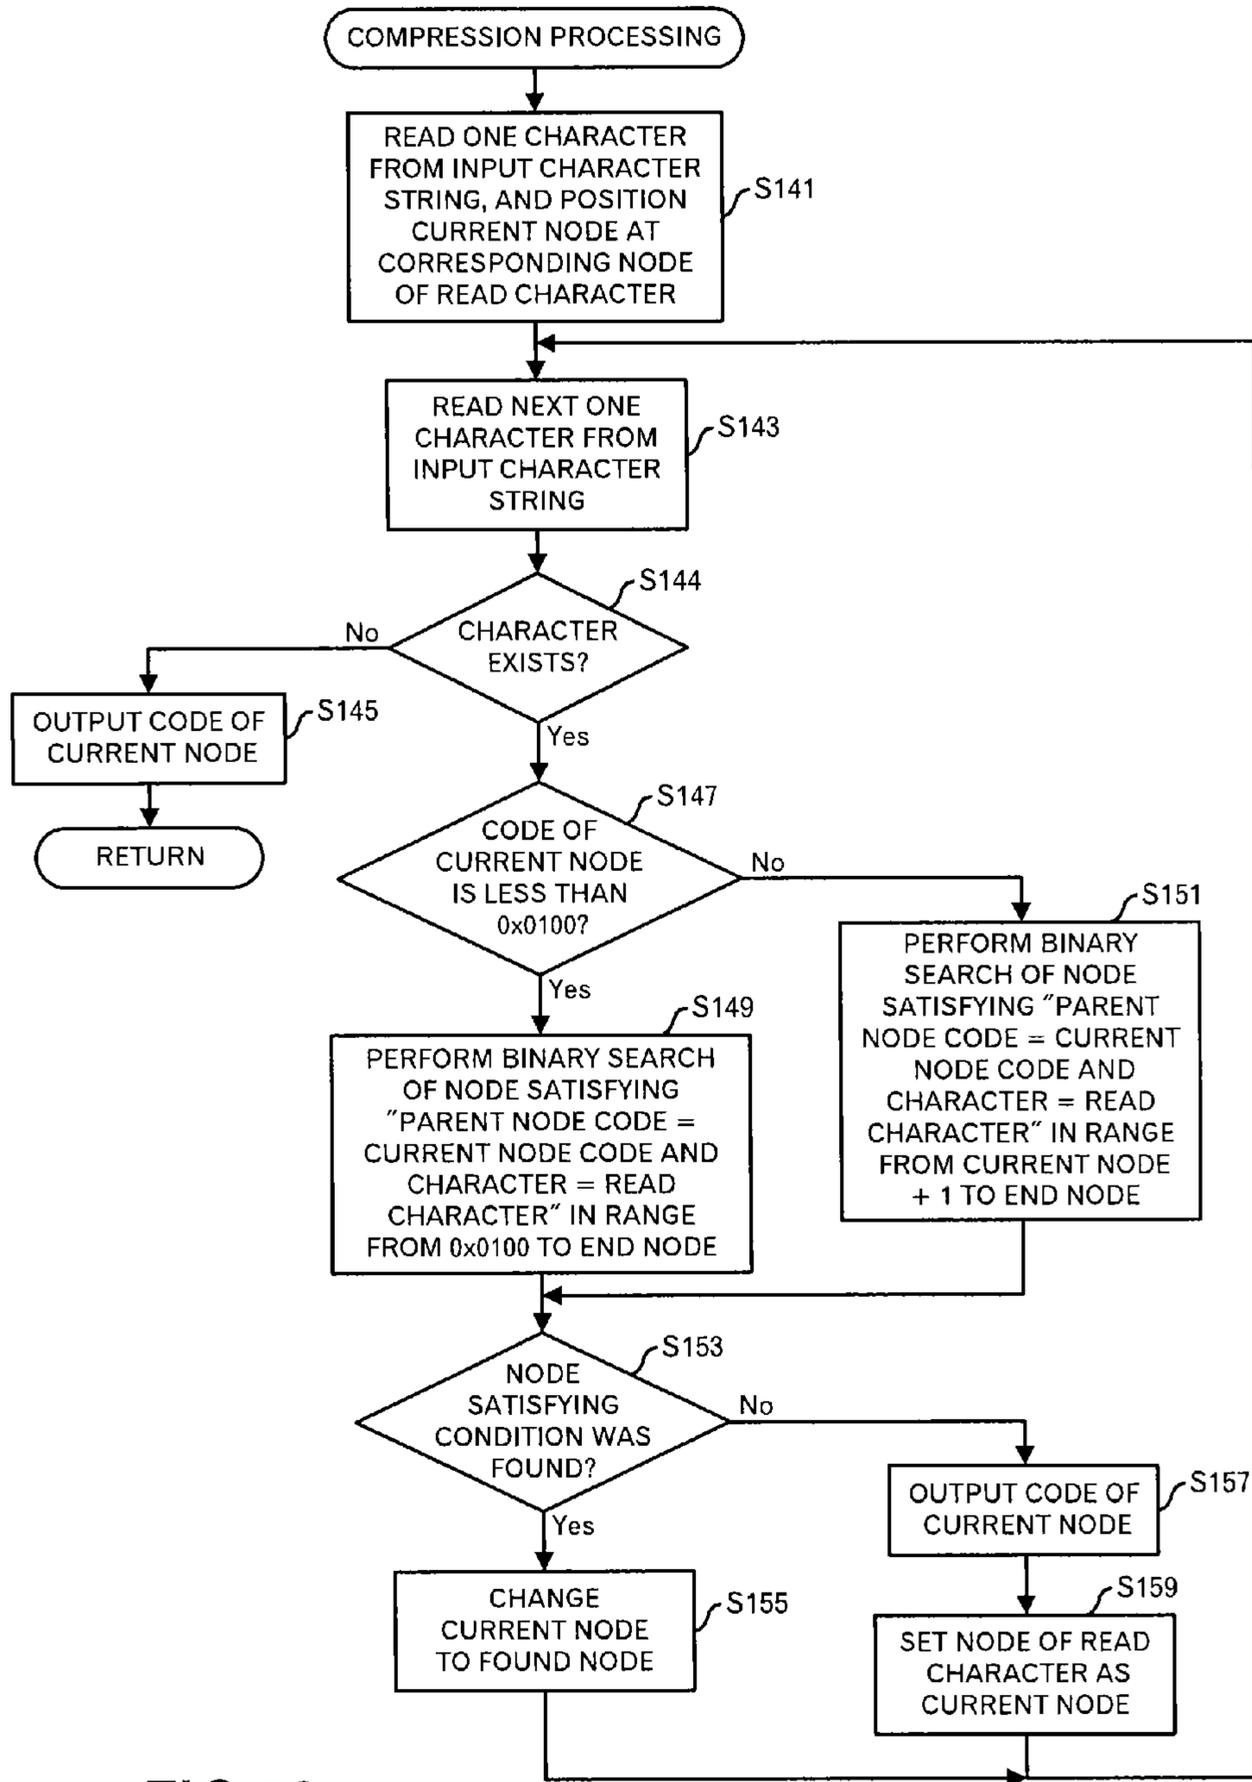 COMPRESSION PROCESSING
READ ONE CHARACTER
FROM INPUT CHARACTER
STRING, AND POSITION
CURRENT NODE AT
CORRESPONDING NODE
OF READ CHARACTER
S141
READ NEXT ONE
CHARACTER FROM
INPUT CHARACTER
STRING
S143
S144
CHARACTER
EXISTS?
No
Yes
OUTPUT CODE OF
CURRENT NODE
S145
RETURN
S147
CODE OF
CURRENT NODE
IS LESS THAN
0x0100?
No
Yes
S151
PERFORM BINARY
SEARCH OF NODE
SATISFYING "PARENT
NODE CODE = CURRENT
NODE CODE AND
CHARACTER = READ
CHARACTER" IN RANGE
FROM CURRENT NODE
+ 1 TO END NODE
S149
PERFORM BINARY SEARCH
OF NODE SATISFYING
"PARENT NODE CODE =
CURRENT NODE CODE AND
CHARACTER = READ
CHARACTER" IN RANGE
FROM 0x0100 TO END NODE
S153
NODE
SATISFYING
CONDITION WAS
FOUND?
No
Yes
OUTPUT CODE OF
CURRENT NODE
S157
CHANGE
CURRENT NODE
TO FOUND NODE
S155
S159
SET NODE OF READ
CHARACTER AS
CURRENT NODE